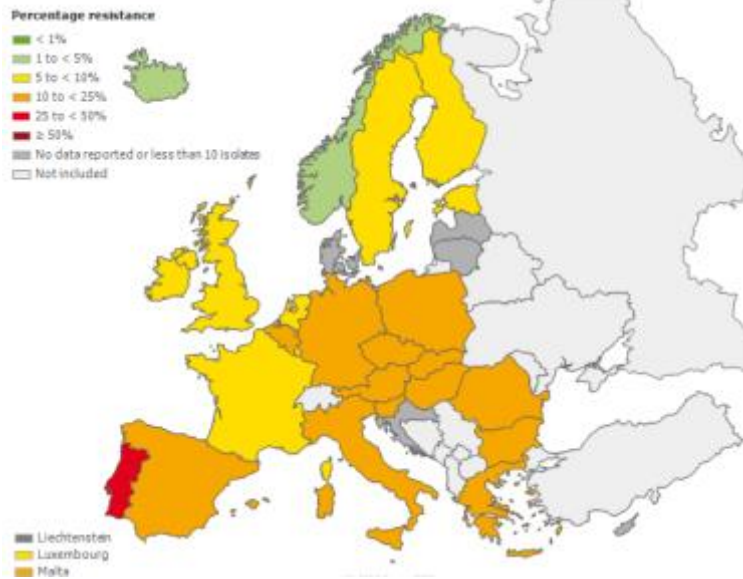 Percentage resistance
< 1%
1 to < 5%
5 to < 10%
10 to < 25%
25 to < 50%
≥ 50%
No data reported or less than 10 isolates
Not included
Liechtenstein
Luxembourg
Malta